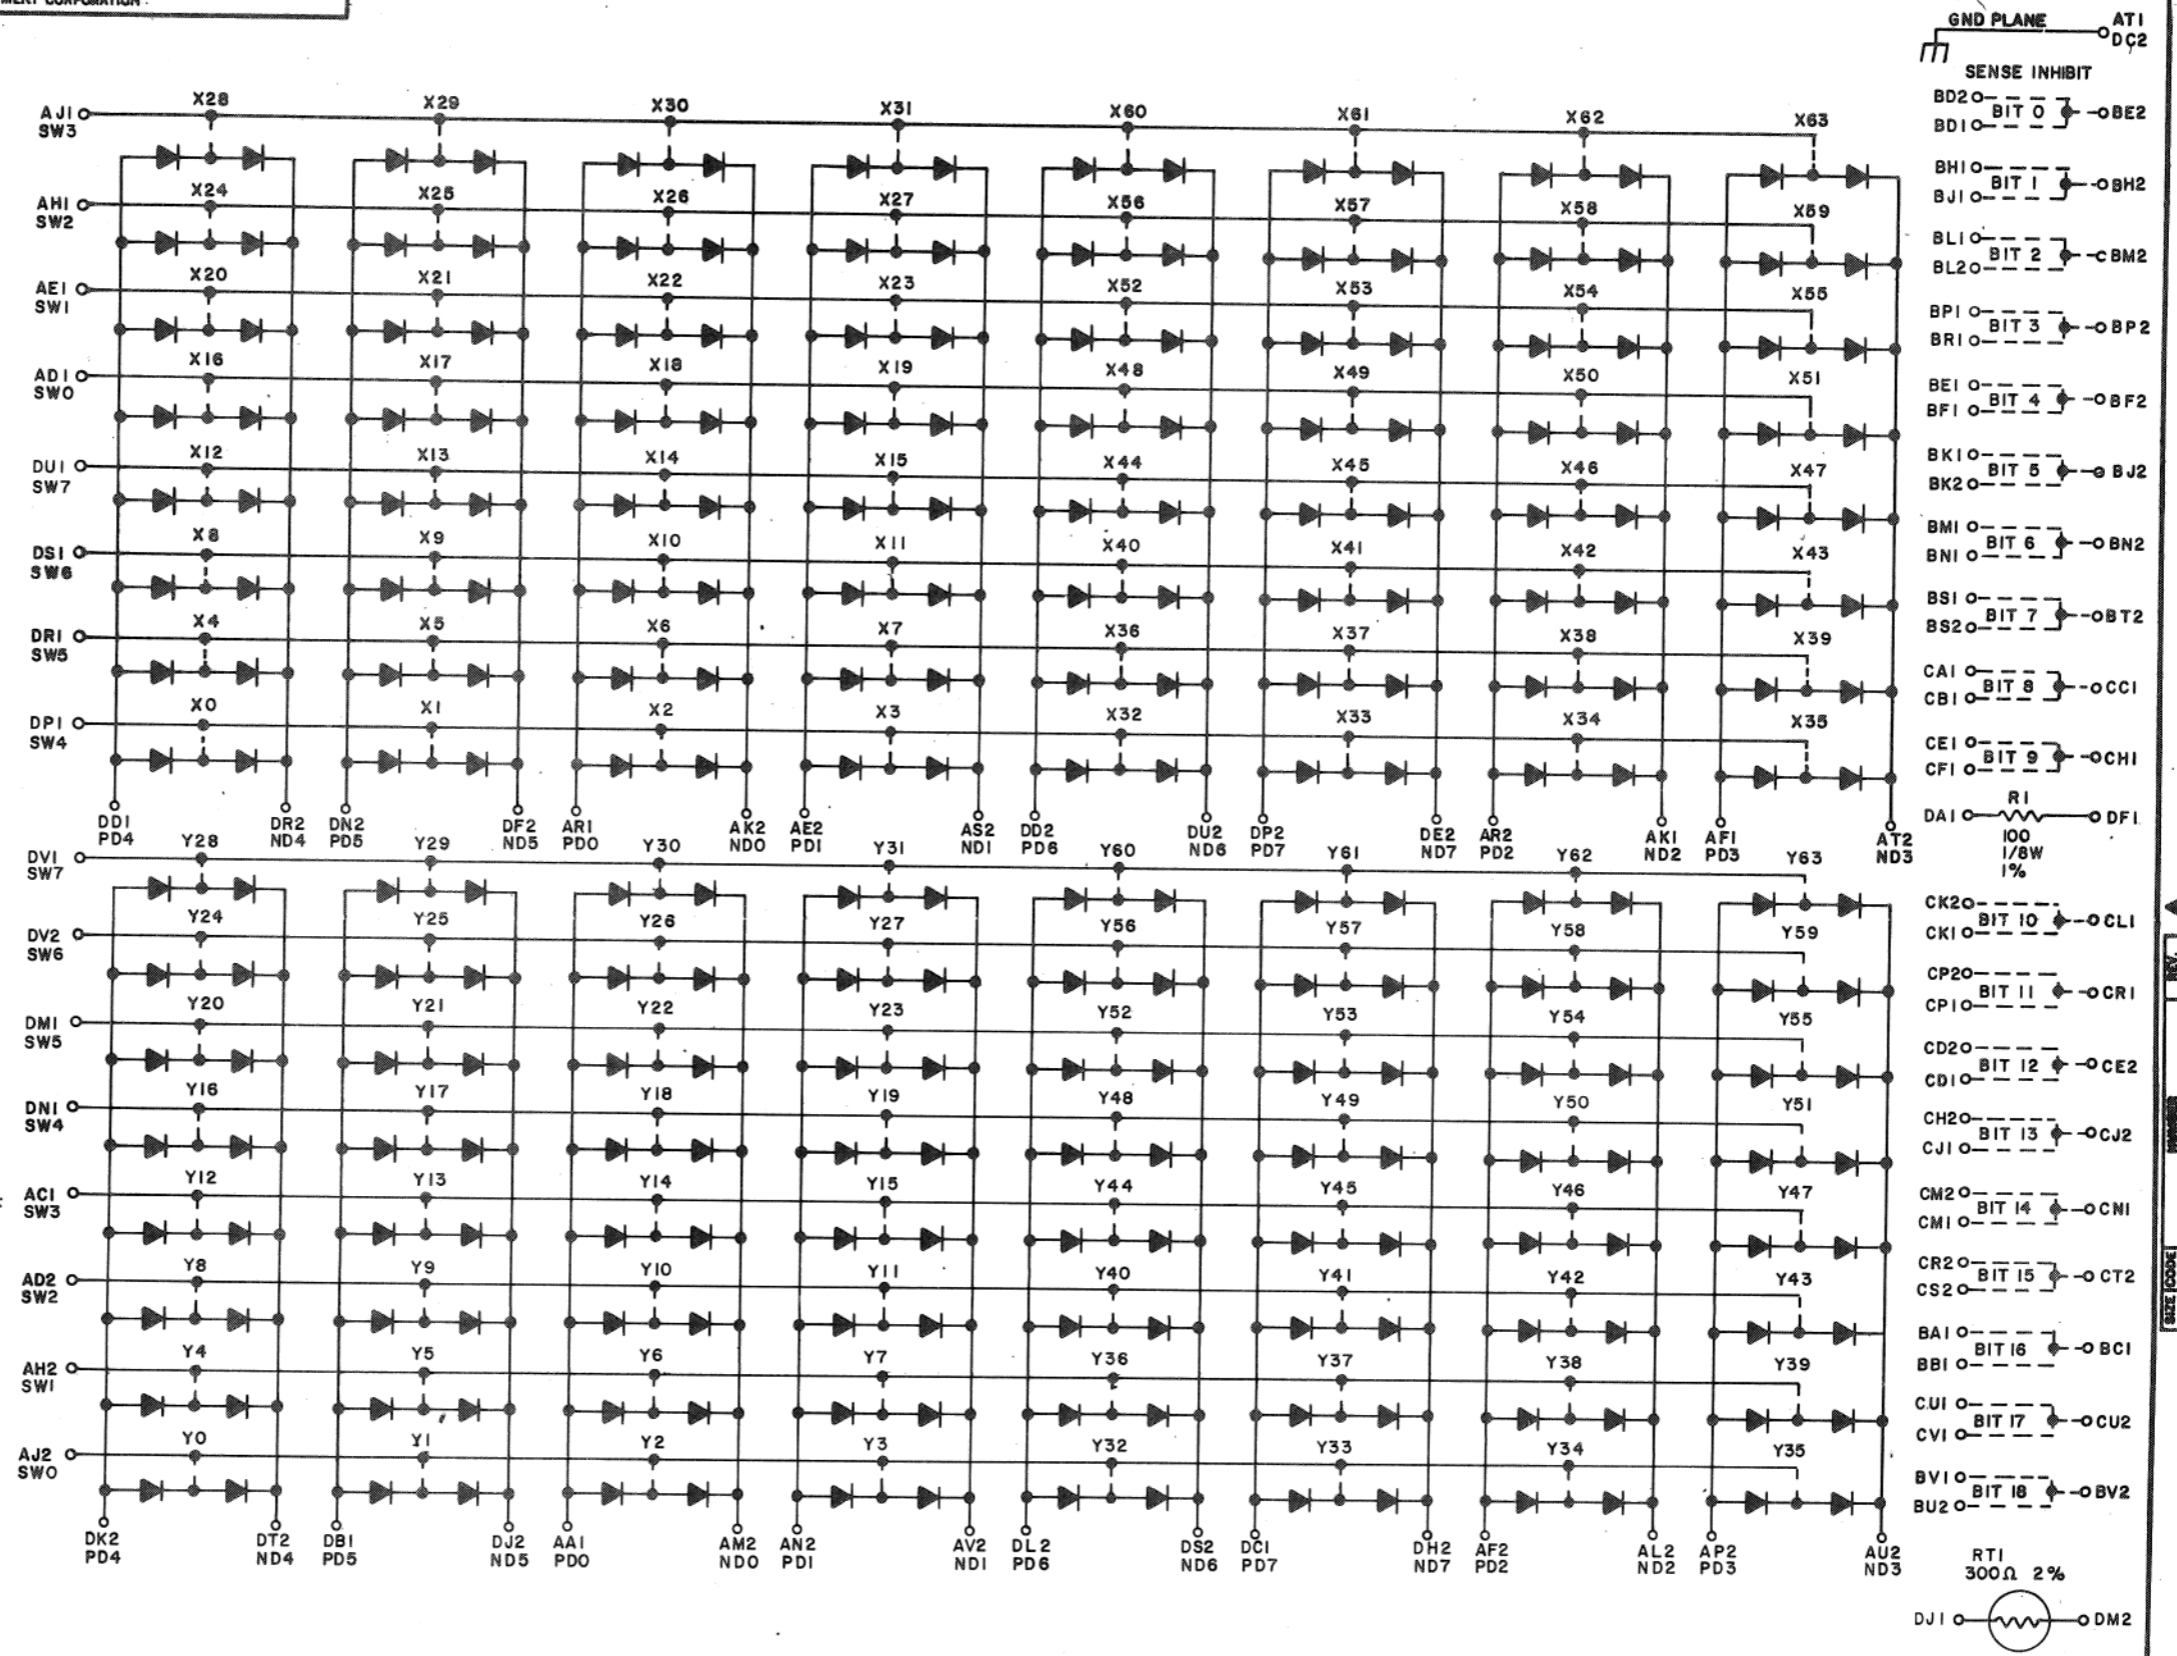 MENT CORPORATION
GND PLANE AT1
DC2
SENSE INHIBIT
X28 X29 X30 X31 X60 X61 X62 X63
AJ1
SW3
X24 X25 X26 X27 X56 X57 X58 X59
AH1
SW2
X20 X21 X22 X23 X52 X53 X54 X55
AE1
SW1
X16 X17 X18 X19 X48 X49 X50 X51
AD1
SW0
X12 X13 X14 X15 X44 X45 X46 X47
DU1
SW7
X8 X9 X10 X11 X40 X41 X42 X43
DS1
SW6
X4 X5 X6 X7 X36 X37 X38 X39
DR1
SW5
X0 X1 X2 X3 X32 X33 X34 X35
DP1
SW4
DD1 DR2 DN2 DF2 AR1 AK2 AE2 AS2 DD2 DU2 DP2 DE2 AR2 AK1 AF1 AT2
PD4 ND4 PD5 ND5 PD0 ND0 PD1 ND1 PD6 ND6 PD7 ND7 PD2 ND2 PD3 ND3
Y28 Y29 Y30 Y31 Y60 Y61 Y62 Y63
DV1
SW7
Y24 Y25 Y26 Y27 Y56 Y57 Y58 Y59
DV2
SW6
Y20 Y21 Y22 Y23 Y52 Y53 Y54 Y55
DM1
SW5
Y16 Y17 Y18 Y19 Y48 Y49 Y50 Y51
DN1
SW4
Y12 Y13 Y14 Y15 Y44 Y45 Y46 Y47
AC1
SW3
Y8 Y9 Y10 Y11 Y40 Y41 Y42 Y43
AD2
SW2
Y4 Y5 Y6 Y7 Y36 Y37 Y38 Y39
AH2
SW1
Y0 Y1 Y2 Y3 Y32 Y33 Y34 Y35
AJ2
SW0
DK2 DT2 DB1 DJ2 AA1 AM2 AN2 AV2 DL2 DS2 DC1 DH2 AF2 AL2 AP2 AU2
PD4 ND4 PD5 ND5 PD0 ND0 PD1 ND1 PD6 ND6 PD7 ND7 PD2 ND2 PD3 ND3
BD2
BIT 0 BE2
BD1
BH1
BIT 1 BH2
BJ1
BL1
BIT 2 BM2
BL2
BP1
BIT 3 BP2
BR1
BE1
BIT 4 BF2
BF1
BK1
BIT 5 BJ2
BK2
BM1
BIT 6 BN2
BN1
BS1
BIT 7 BT2
BS2
CA1
BIT 8 CC1
CB1
CE1
BIT 9 CH1
CF1
R1
DA1 DF1
100
1/8W
1%
CK2
BIT 10 CL1
CK1
CP2
BIT 11 CR1
CP1
CD2
BIT 12 CE2
CD1
CH2
BIT 13 CJ2
CJ1
CM2
BIT 14 CN1
CM1
CR2
BIT 15 CT2
CS2
BA1
BIT 16 BC1
BB1
CU1
BIT 17 CU2
CV1
BV1
BIT 18 BV2
BU2
RT1
300Ω 2%
DJ1 DM2
REV.
NUMBER
SIZE CODE